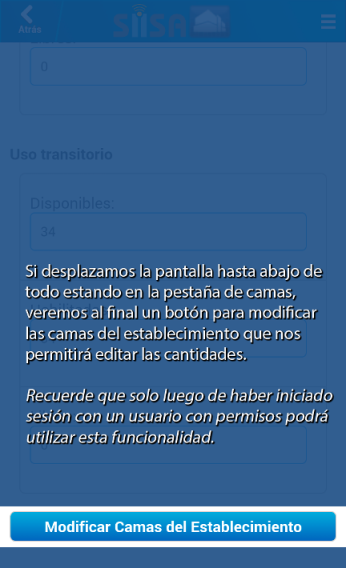 Atrás
SIISA
0
Uso transitorio
Disponibles:
34
Si desplazamos la pantalla hasta abajo de
todo estando en la pestaña de camas,
veremos al final un botón para modificar
las camas del establecimiento que nos
permitirá editar las cantidades.
Recuerde que solo luego de haber iniciado
sesión con un usuario con permisos podrá
utilizar esta funcionalidad.
Modificar Camas del Establecimiento